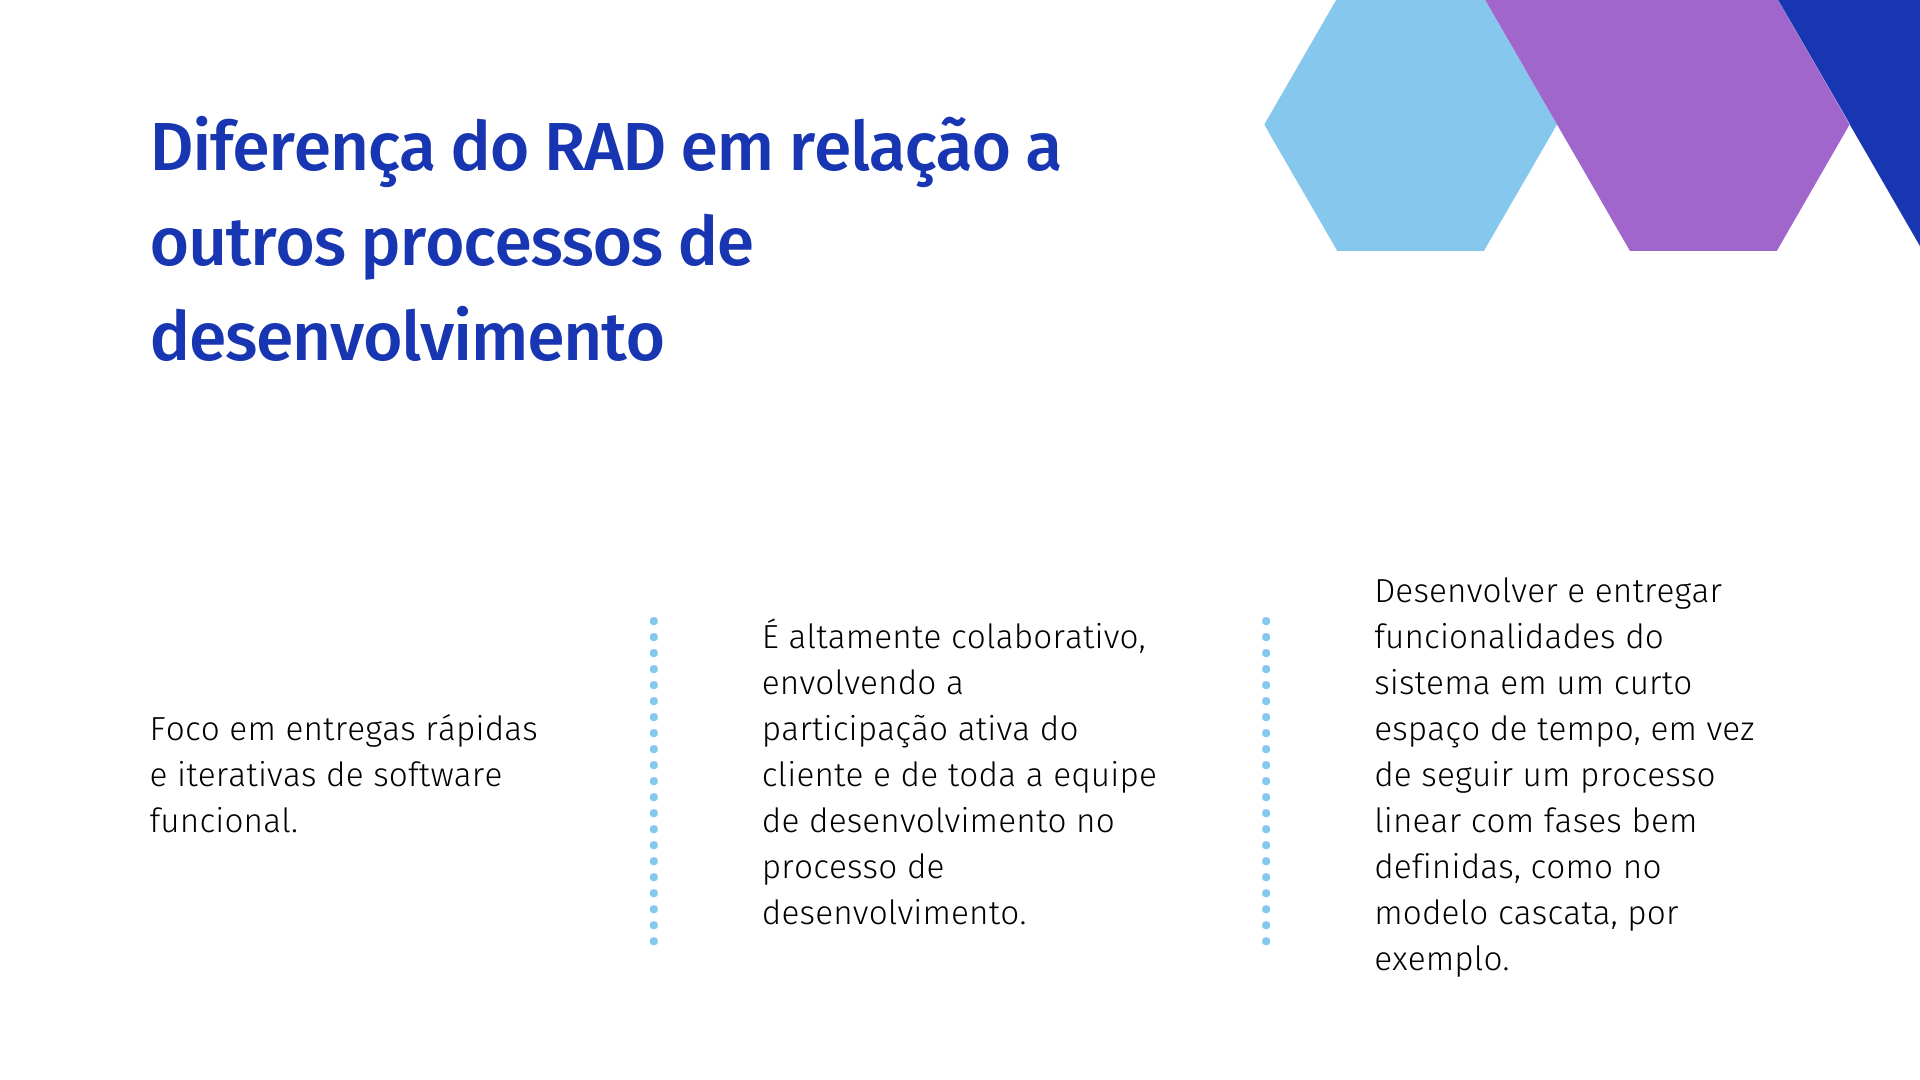 Diferença do RAD em relação a
outros processos de
desenvolvimento
Foco em entregas rápidas
e iterativas de software
funcional.
É altamente colaborativo,
envolvendo a
participação ativa do
cliente e de toda a equipe
de desenvolvimento no
processo de
desenvolvimento.
Desenvolver e entregar
funcionalidades do
sistema em um curto
espaço de tempo, em vez
de seguir um processo
linear com fases bem
definidas, como no
modelo cascata, por
exemplo.